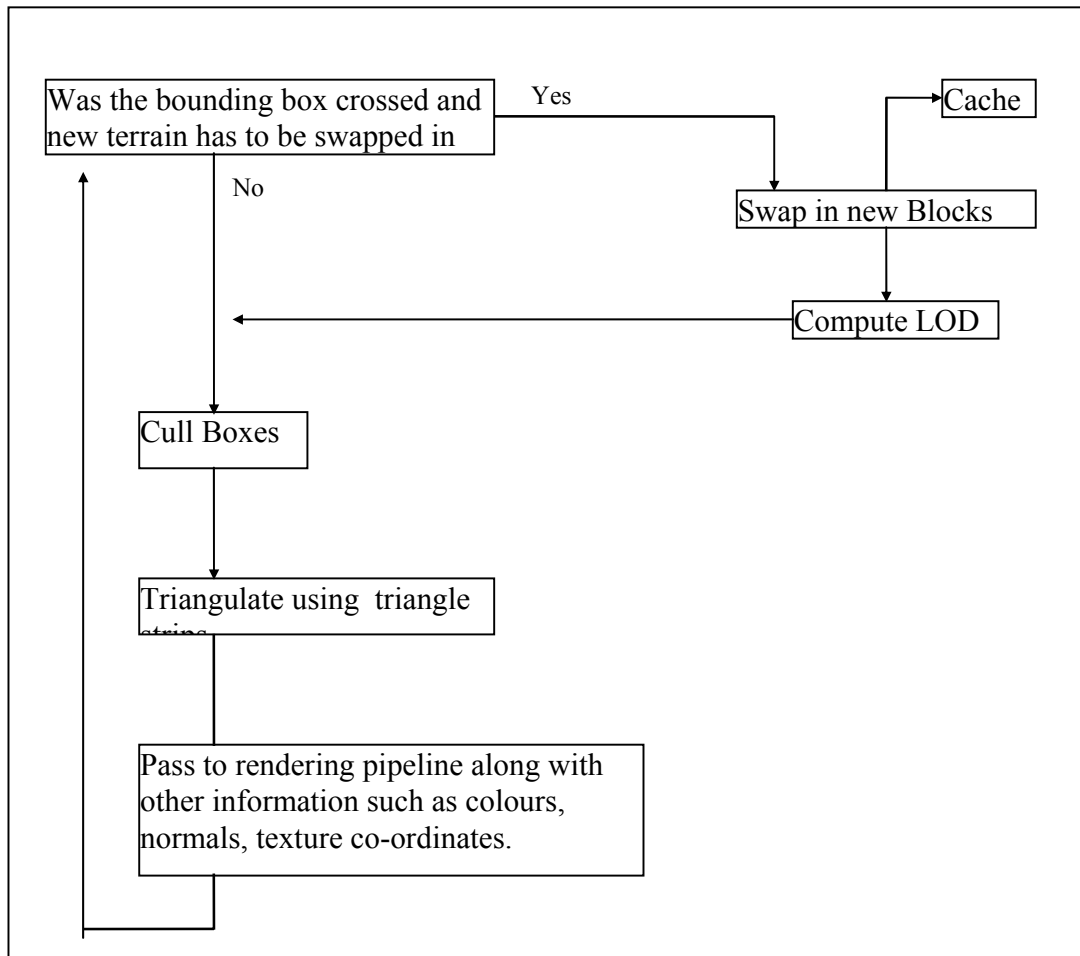 Was the bounding box crossed and
new terrain has to be swapped in
Yes
Cache
No
Swap in new Blocks
Compute LOD
Cull Boxes
Triangulate using triangle
strips
Pass to rendering pipeline along with
other information such as colours,
normals, texture co-ordinates.